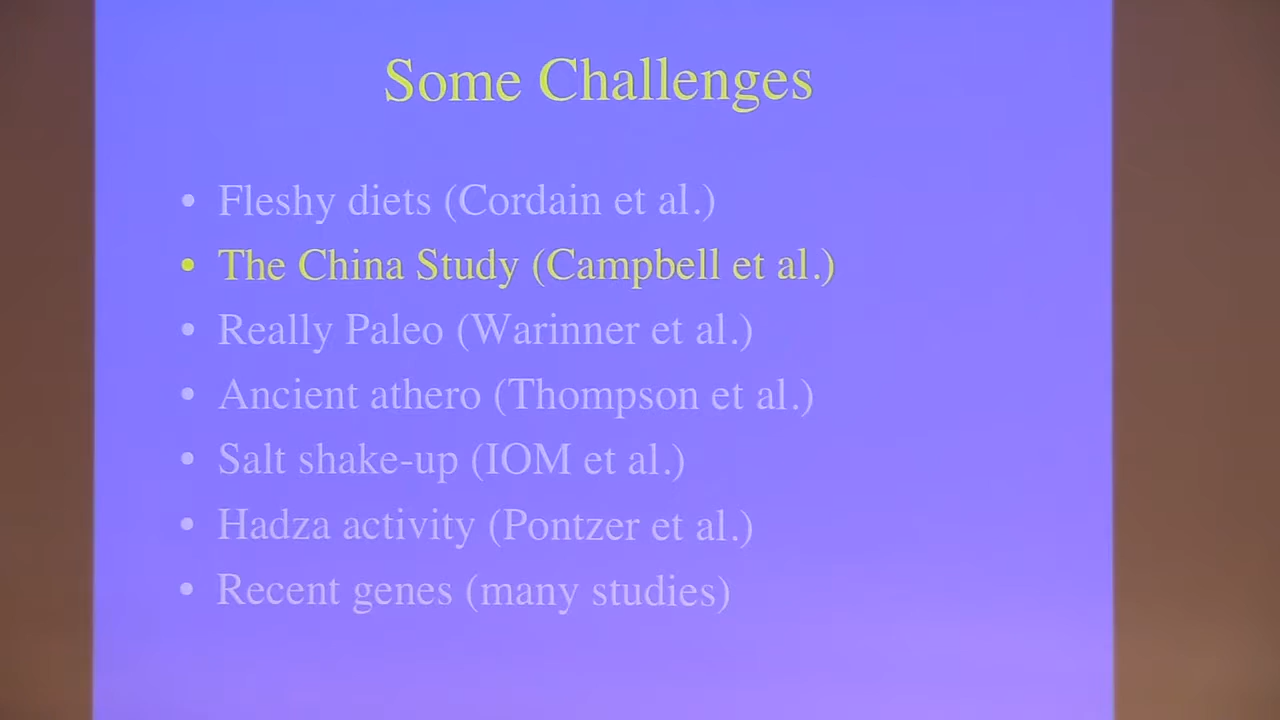 Some Challenges
• Fleshy diets (Cordain et al.)
• The China Study (Campbell et al.)
• Really Paleo (Warinner et al.)
• Ancient athero (Thompson et al.)
• Salt shake-up (IOM et al.)
• Hadza activity (Pontzer et al.)
• Recent genes (many studies)